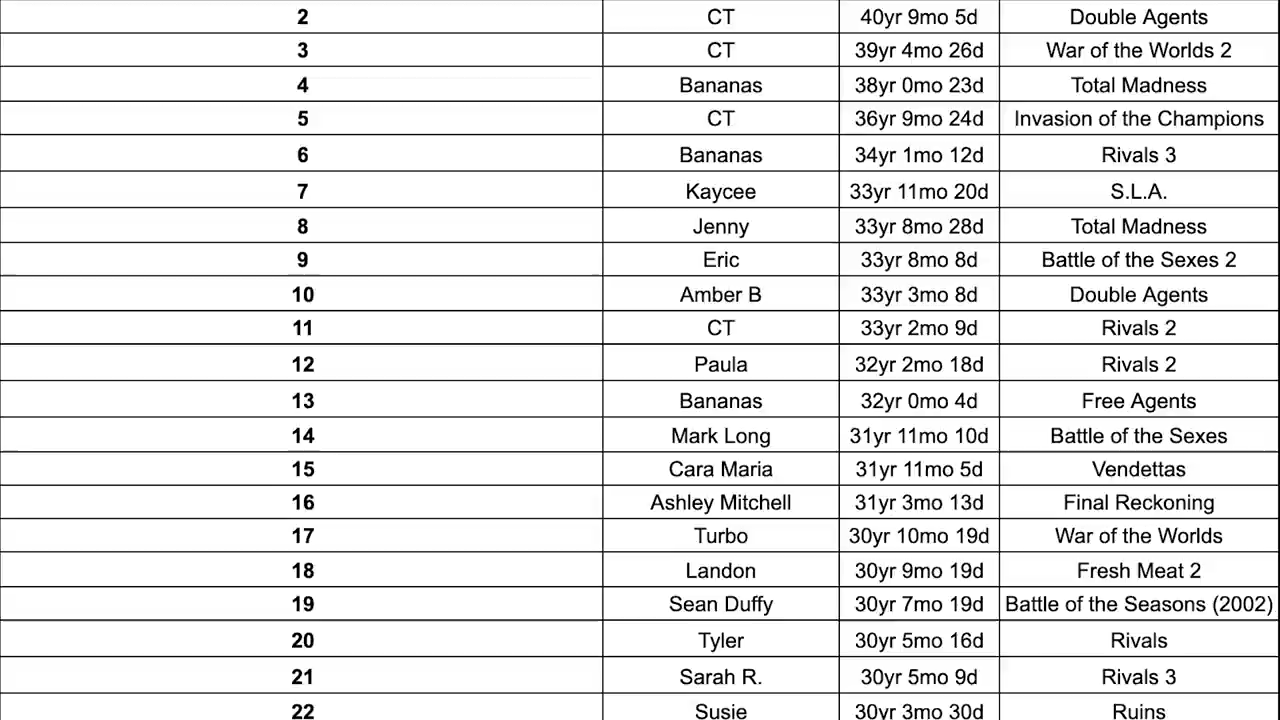 2 CT 40yr 9mo 5d Double Agents
3 CT 39yr 4mo 26d War of the Worlds 2
4 Bananas 38yr 0mo 23d Total Madness
5 CT 36yr 9mo 24d Invasion of the Champions
6 Bananas 34yr 1mo 12d Rivals 3
7 Kaycee 33yr 11mo 20d S.L.A.
8 Jenny 33yr 8mo 28d Total Madness
9 Eric 33yr 8mo 8d Battle of the Sexes 2
10 Amber B 33yr 3mo 8d Double Agents
11 CT 33yr 2mo 9d Rivals 2
12 Paula 32yr 2mo 18d Rivals 2
13 Bananas 32yr 0mo 4d Free Agents
14 Mark Long 31yr 11mo 10d Battle of the Sexes
15 Cara Maria 31yr 11mo 5d Vendettas
16 Ashley Mitchell 31yr 3mo 13d Final Reckoning
17 Turbo 30yr 10mo 19d War of the Worlds
18 Landon 30yr 9mo 19d Fresh Meat 2
19 Sean Duffy 30yr 7mo 19d Battle of the Seasons (2002)
20 Tyler 30yr 5mo 16d Rivals
21 Sarah R. 30yr 5mo 9d Rivals 3
22 Susie 30yr 3mo 30d Ruins